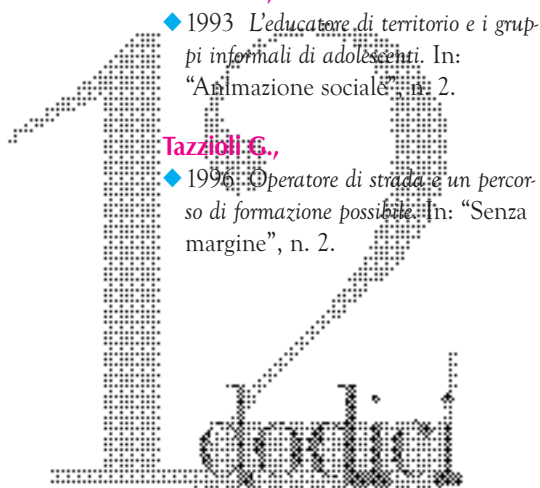 ◆ 1993 L'educatore di territorio e i grup-
pi informali di adolescenti. In:
“Animazione sociale”, n. 2.
Tazzioli G.,
◆ 1996 Operatore di strada e un percor-
so di formazione possibile. In: “Senza
margine”, n. 2.
12
dodici